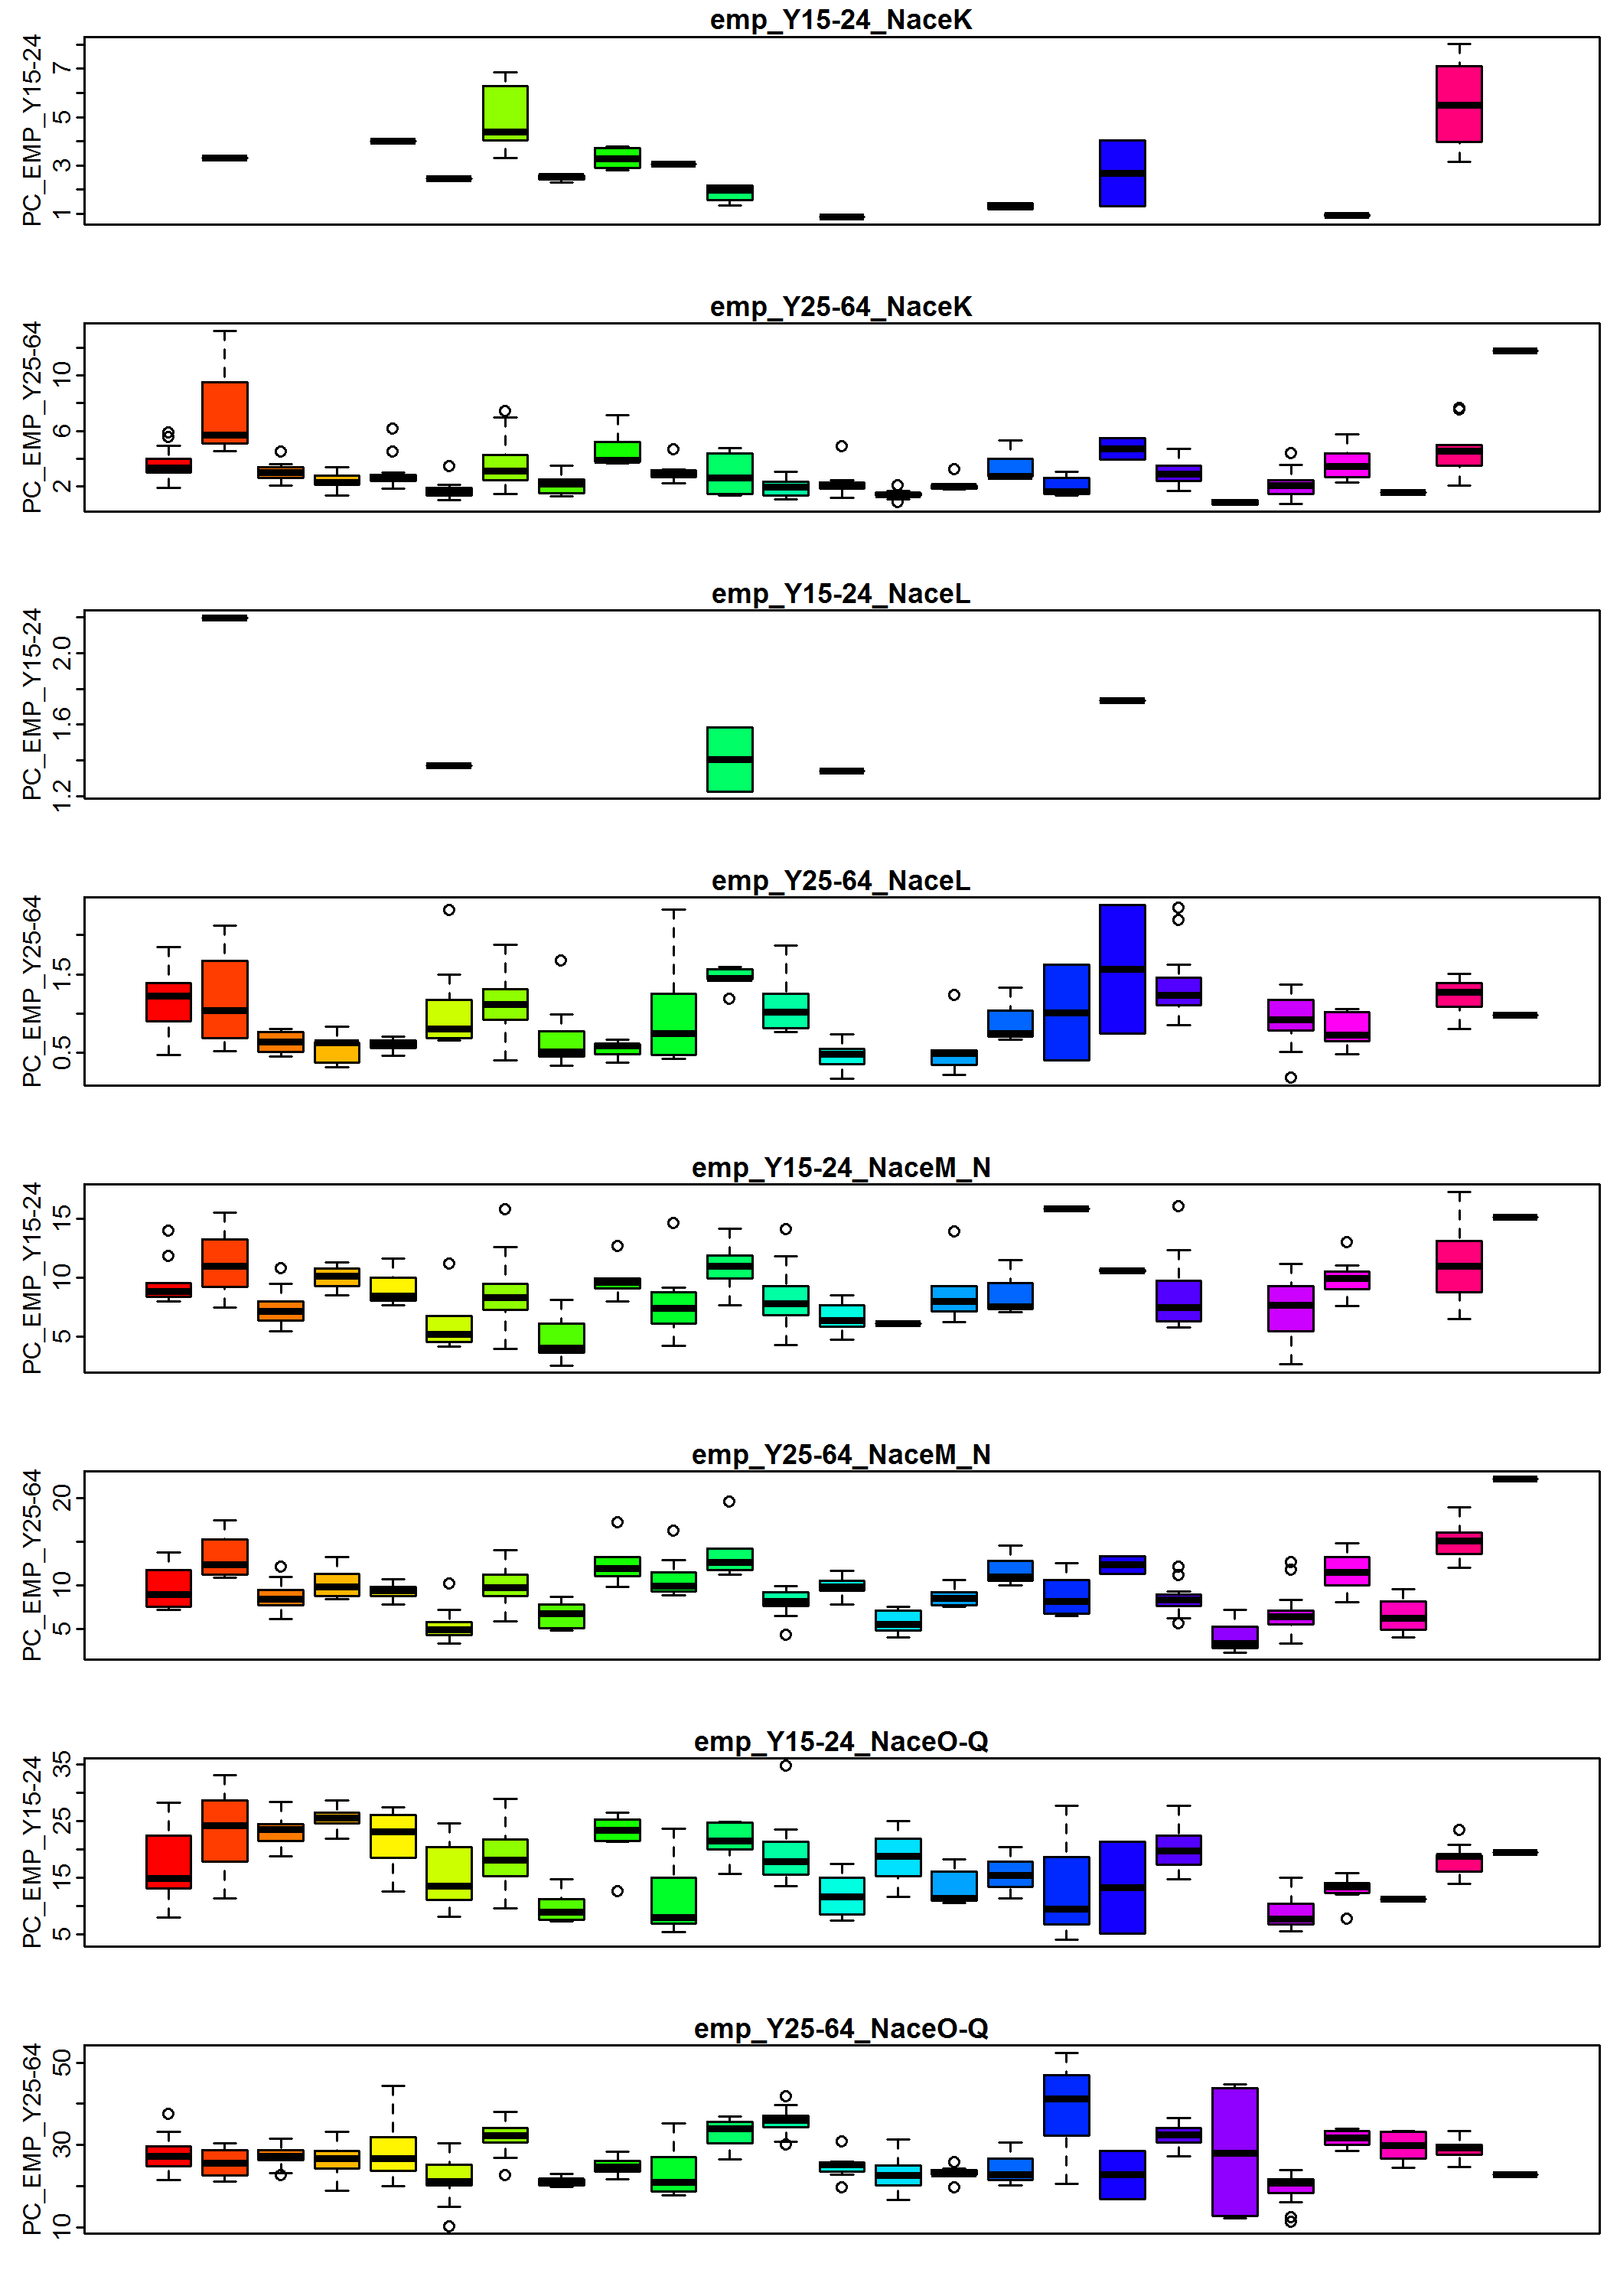 emp_Y15-24_NaceK
PC_EMP_Y15-24
1 3 5 7
emp_Y25-64_NaceK
PC_EMP_Y25-64
2 6 10
emp_Y15-24_NaceL
PC_EMP_Y15-24
1.2 1.6 2.0
emp_Y25-64_NaceL
PC_EMP_Y25-64
0.5 1.5
emp_Y15-24_NaceM_N
PC_EMP_Y15-24
5 10 15
emp_Y25-64_NaceM_N
PC_EMP_Y25-64
5 10 20
emp_Y15-24_NaceO-Q
PC_EMP_Y15-24
5 15 25 35
emp_Y25-64_NaceO-Q
PC_EMP_Y25-64
10 30 50